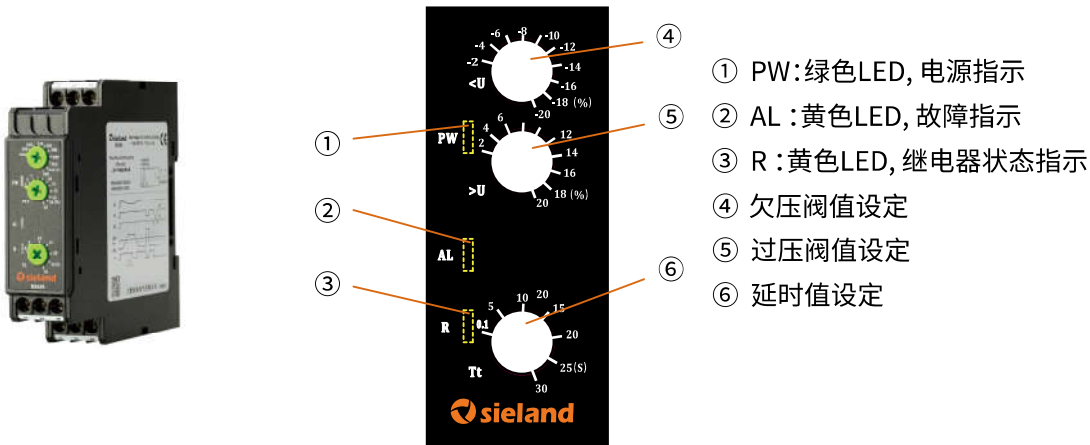 -2
-4
-6
-8
-10
-12
-14
-16
-18 (%)
-20
<U
④
①
PW
2
4
6
12
14
16
18 (%)
20
>U
⑤
②
AL
③
R
0.1
5
10
20
15
20
25(S)
30
Tt
⑥
sieland
① PW:绿色LED, 电源指示
② AL :黄色LED, 故障指示
③ R :黄色LED, 继电器状态指示
④ 欠压阀值设定
⑤ 过压阀值设定
⑥ 延时值设定
sieland